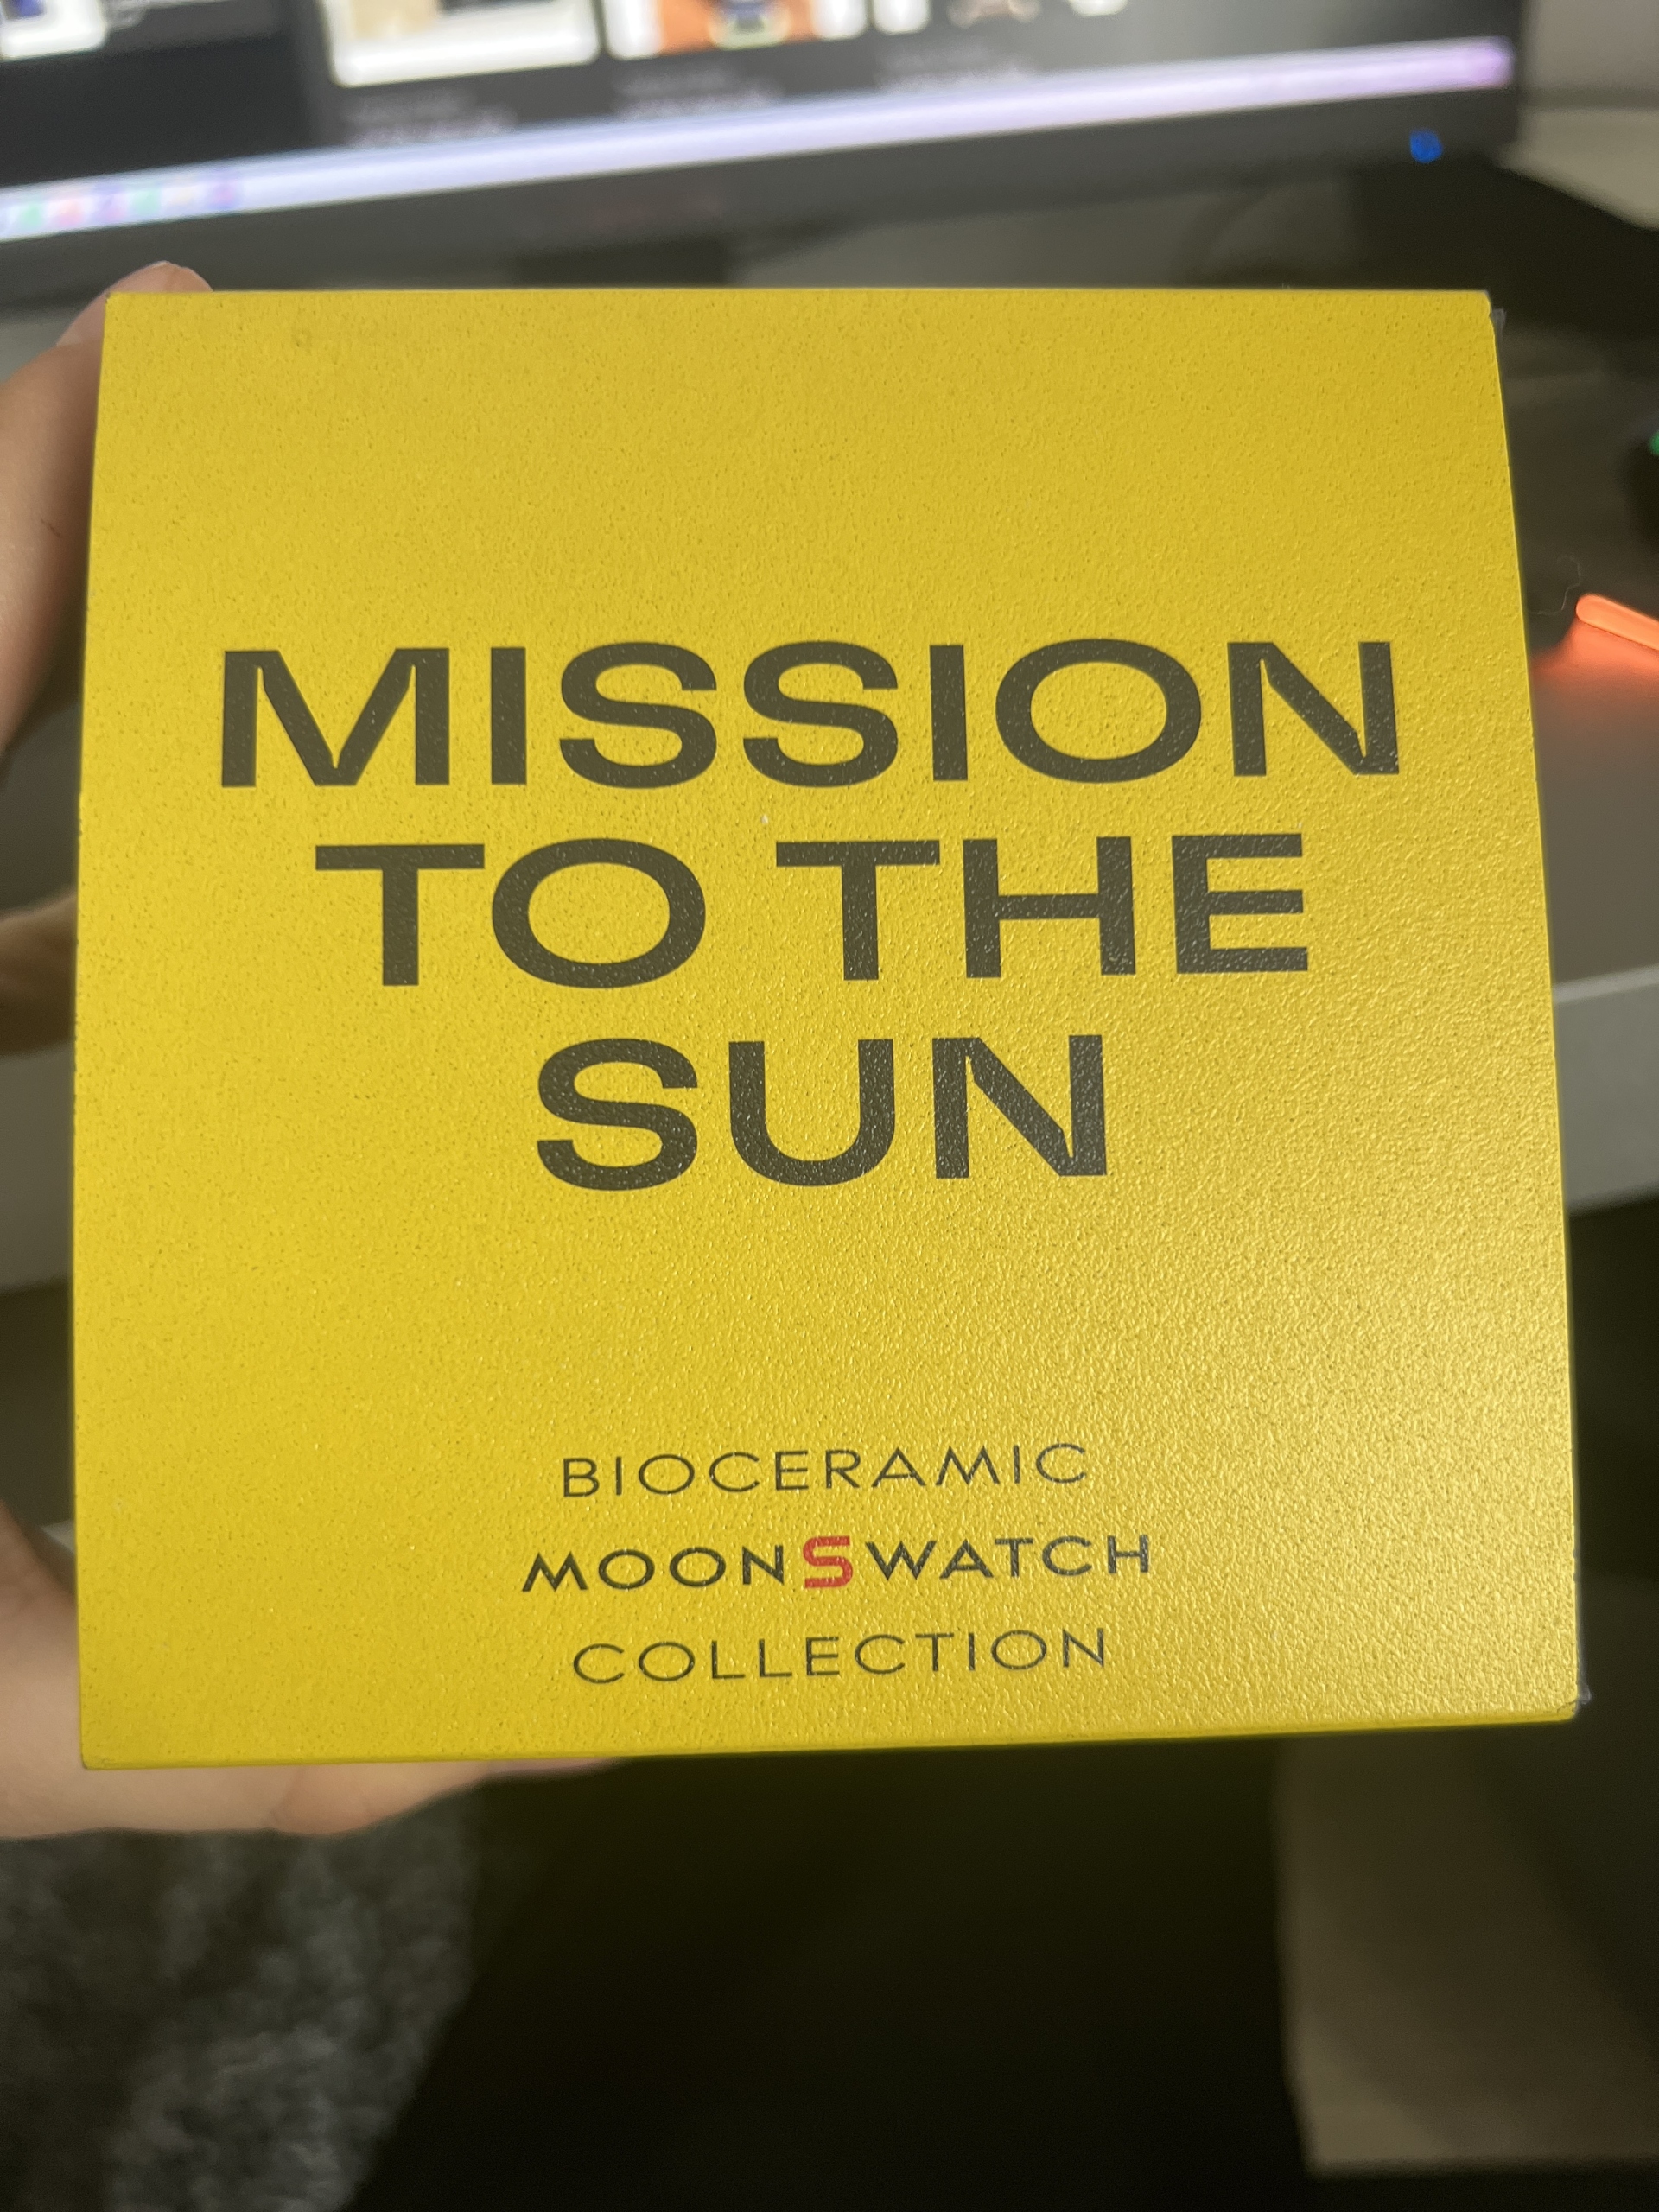 MISSION
TO THE
SUN
BIOCERAMIC
MOONSWATCH
COLLECTION